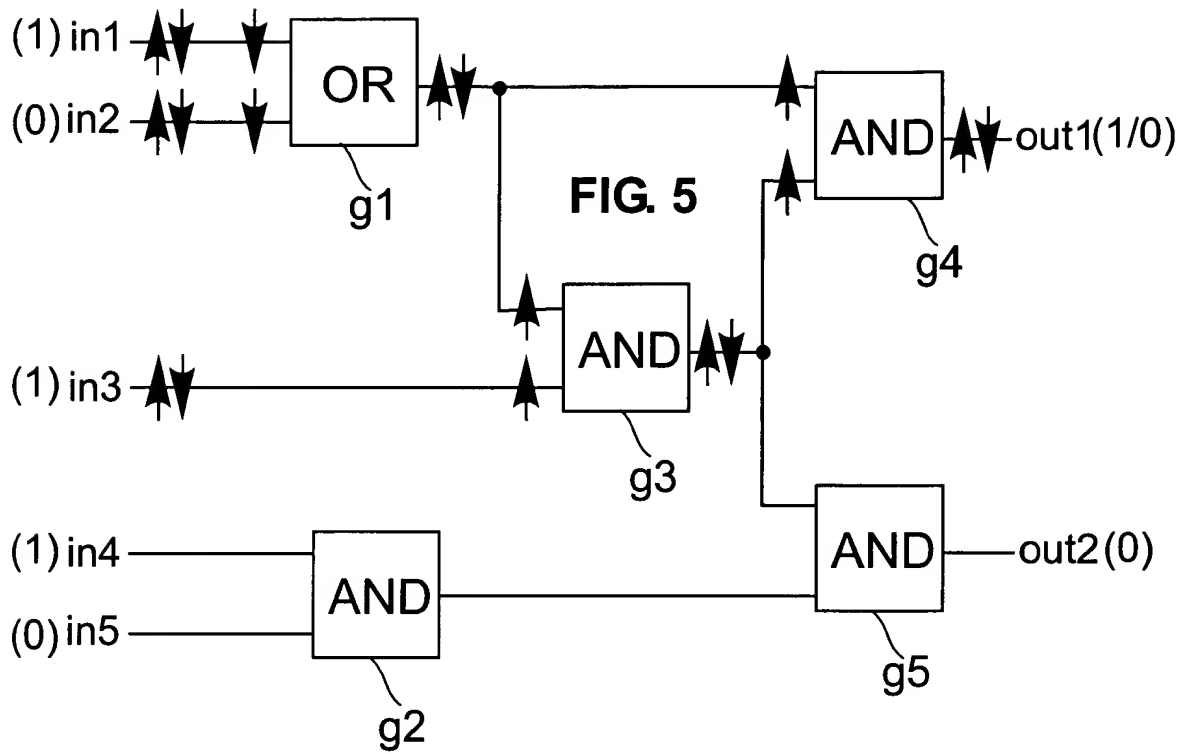 (1) in1
OR
(0) in2
g1
AND
out1(1/0)
g4
FIG. 5
AND
(1) in3
g3
(1) in4
AND
(0) in5
g2
AND
out2(0)
g5